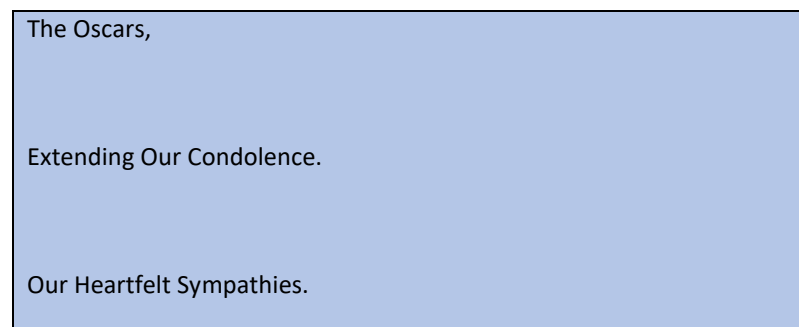 The Oscars,
Extending Our Condolence.
Our Heartfelt Sympathies.